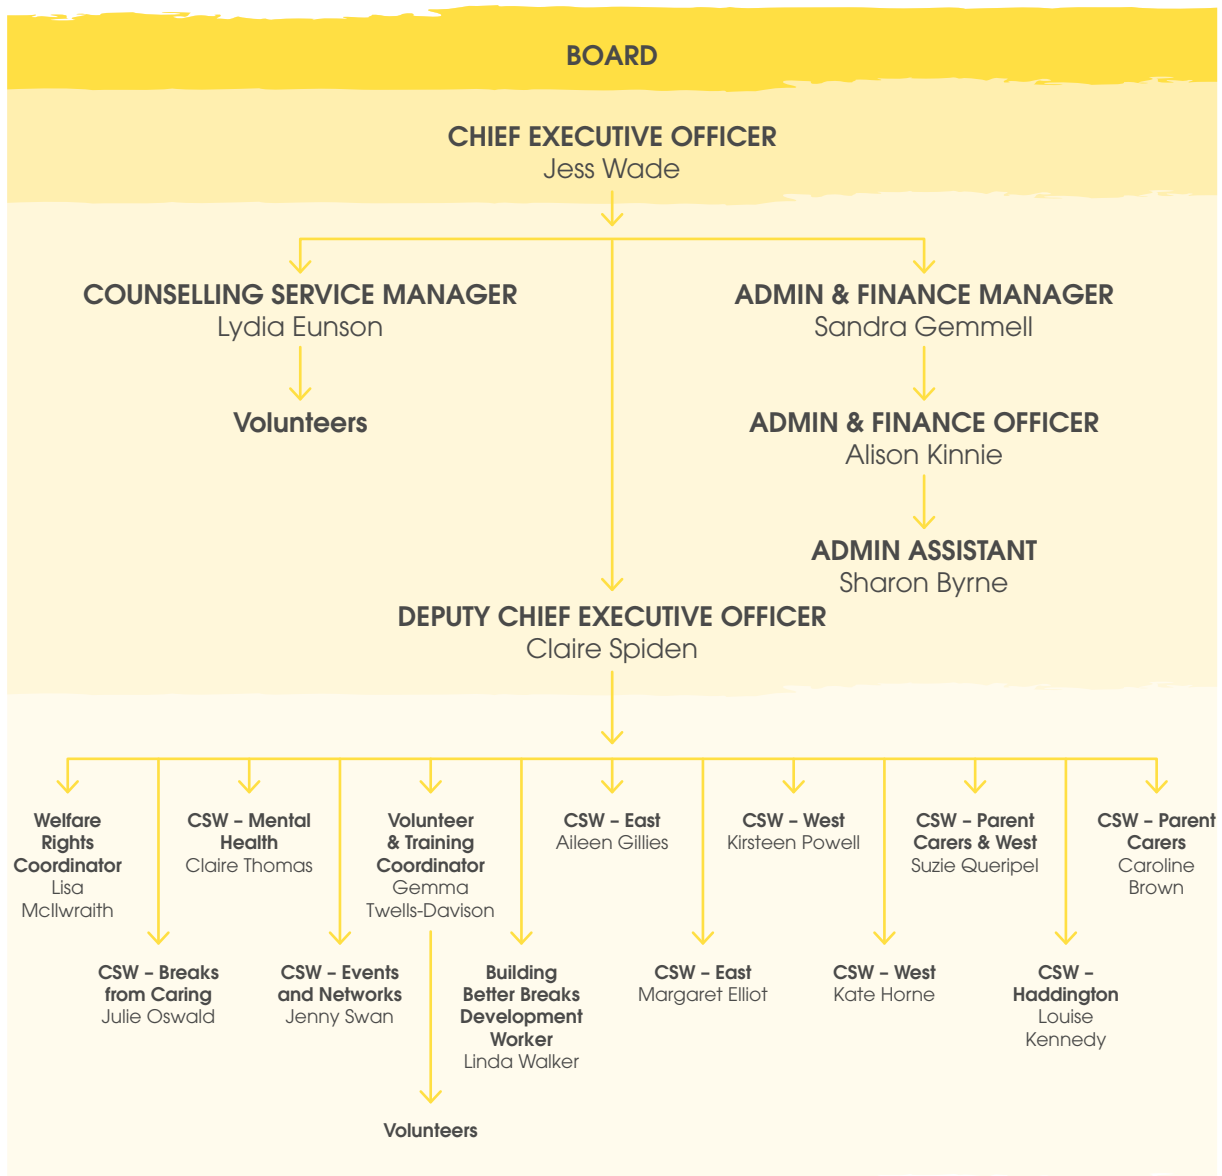 BOARD
CHIEF EXECUTIVE OFFICER
Jess Wade
COUNSELLING SERVICE MANAGER
Lydia Eunson
Volunteers
ADMIN & FINANCE MANAGER
Sandra Gemmell
ADMIN & FINANCE OFFICER
Alison Kinnie
ADMIN ASSISTANT
Sharon Byrne
DEPUTY CHIEF EXECUTIVE OFFICER
Claire Spiden
Welfare
Rights
Coordinator
Lisa
McIlwraith
CSW – Mental
Health
Claire Thomas
Volunteer
& Training
Coordinator
Gemma
Twells-Davison
CSW – East
Aileen Gillies
CSW – West
Kirsteen Powell
CSW – Parent
Carers & West
Suzie Queripel
CSW – Parent
Carers
Caroline
Brown
CSW – Breaks
from Caring
Julie Oswald
CSW – Events
and Networks
Jenny Swan
Building
Better Breaks
Development
Worker
Linda Walker
CSW – East
Margaret Elliot
CSW – West
Kate Horne
CSW –
Haddington
Louise
Kennedy
Volunteers